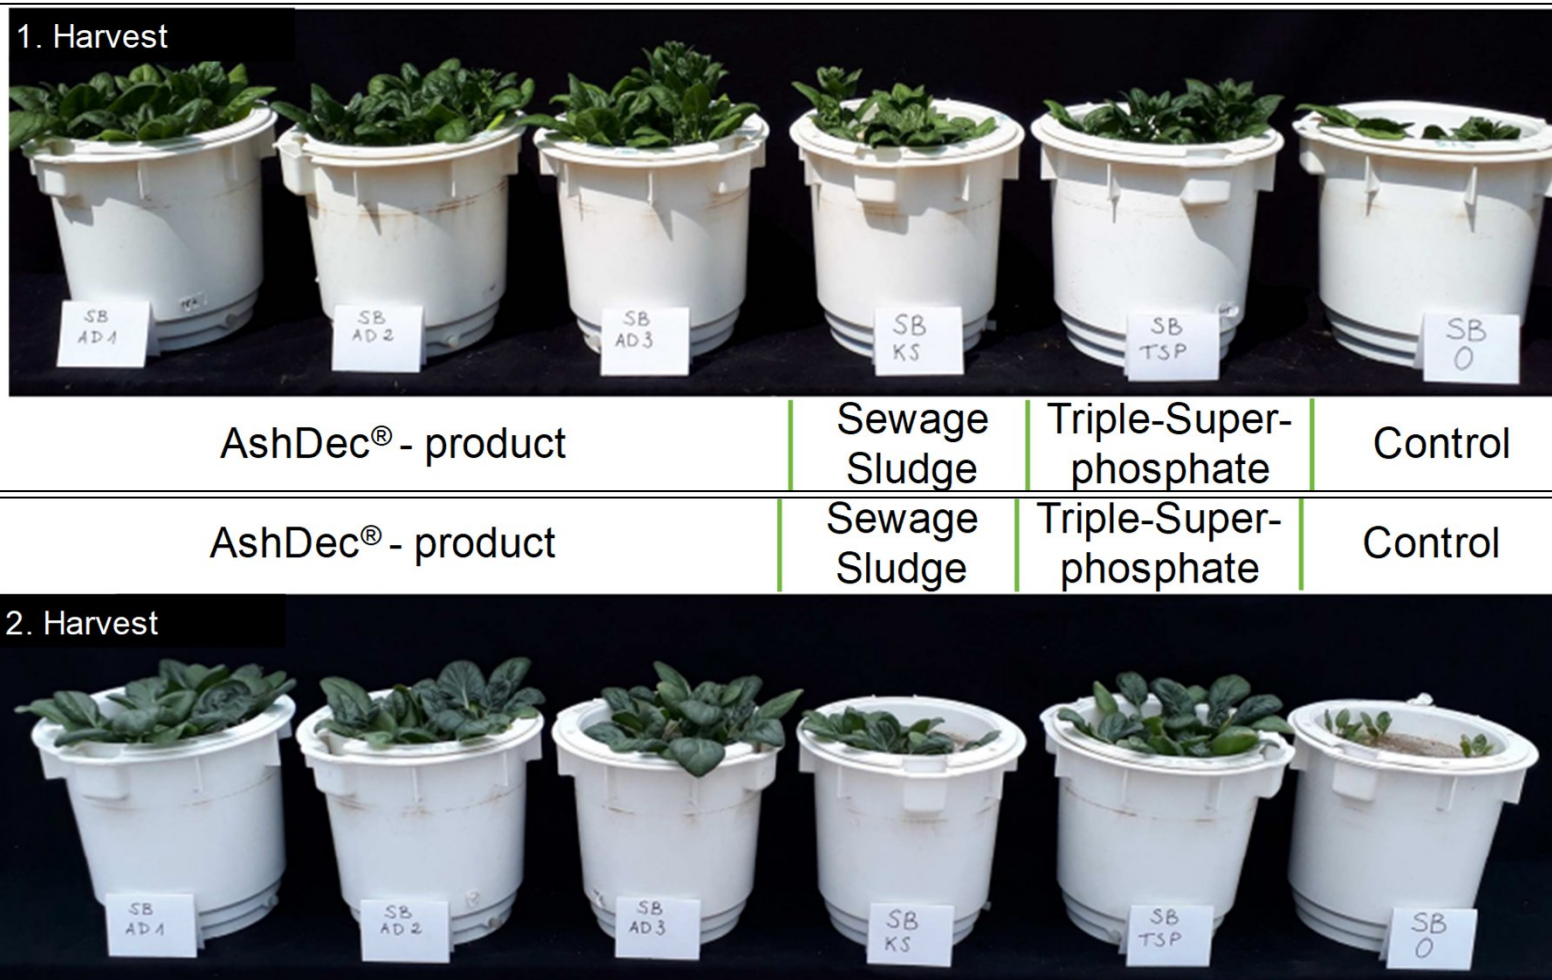 1. Harvest
SB
AD1
SB
AD2
SB
AD3
SB
KS
SB
TSP
SB
O
AshDec® - product
Sewage
Sludge
Triple-Super-
phosphate
Control
AshDec® - product
Sewage
Sludge
Triple-Super-
phosphate
Control
2. Harvest
SB
AD1
SB
AD2
SB
AD3
SB
KS
SB
TSP
SB
O